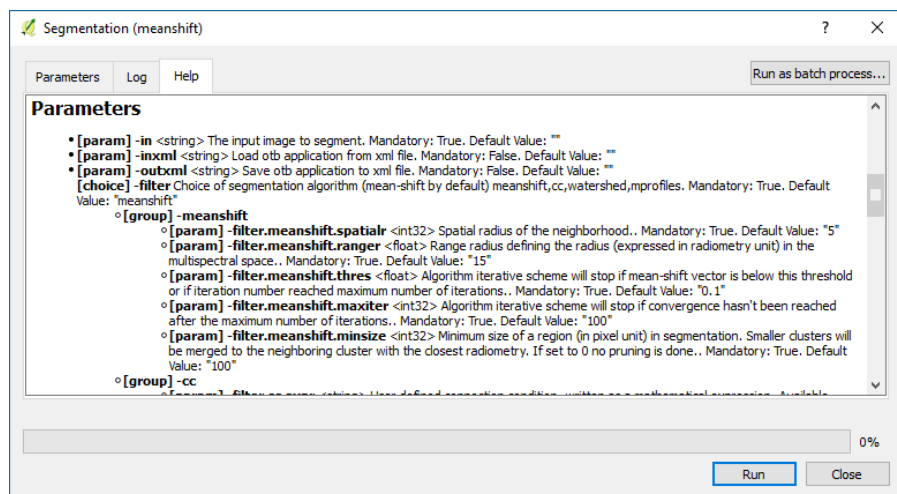 Segmentation (meanshift)
?
Parameters
Log
Help
Run as batch process...
Parameters
[param] -in <string> The input image to segment. Mandatory: True. Default Value: ""
[param] -inxml <string> Load otb application from xml file. Mandatory: False. Default Value: ""
[param] -outxml <string> Save otb application to xml file. Mandatory: False. Default Value: ""
[choice] -filter Choice of segmentation algorithm (mean-shift by default) meanshift,cc,watershed,mprofiles. Mandatory: True. Default
Value: "meanshift"
[group] -meanshift
[param] -filter.meanshift.spatialr <int32> Spatial radius of the neighborhood.. Mandatory: True. Default Value: "5"
[param] -filter.meanshift.ranger <float> Range radius defining the radius (expressed in radiometry unit) in the
multispectral space.. Mandatory: True. Default Value: "15"
[param] -filter.meanshift.thres <float> Algorithm iterative scheme will stop if mean-shift vector is below this threshold
or if iteration number reached maximum number of iterations.. Mandatory: True. Default Value: "0.1"
[param] -filter.meanshift.maxiter <int32> Algorithm iterative scheme will stop if convergence hasn't been reached
after the maximum number of iterations.. Mandatory: True. Default Value: "100"
[param] -filter.meanshift.minsize <int32> Minimum size of a region (in pixel unit) in segmentation. Smaller clusters will
be merged to the neighboring cluster with the closest radiometry. If set to 0 no pruning is done.. Mandatory: True. Default
Value: "100"
[group] -cc
0%
Run
Close